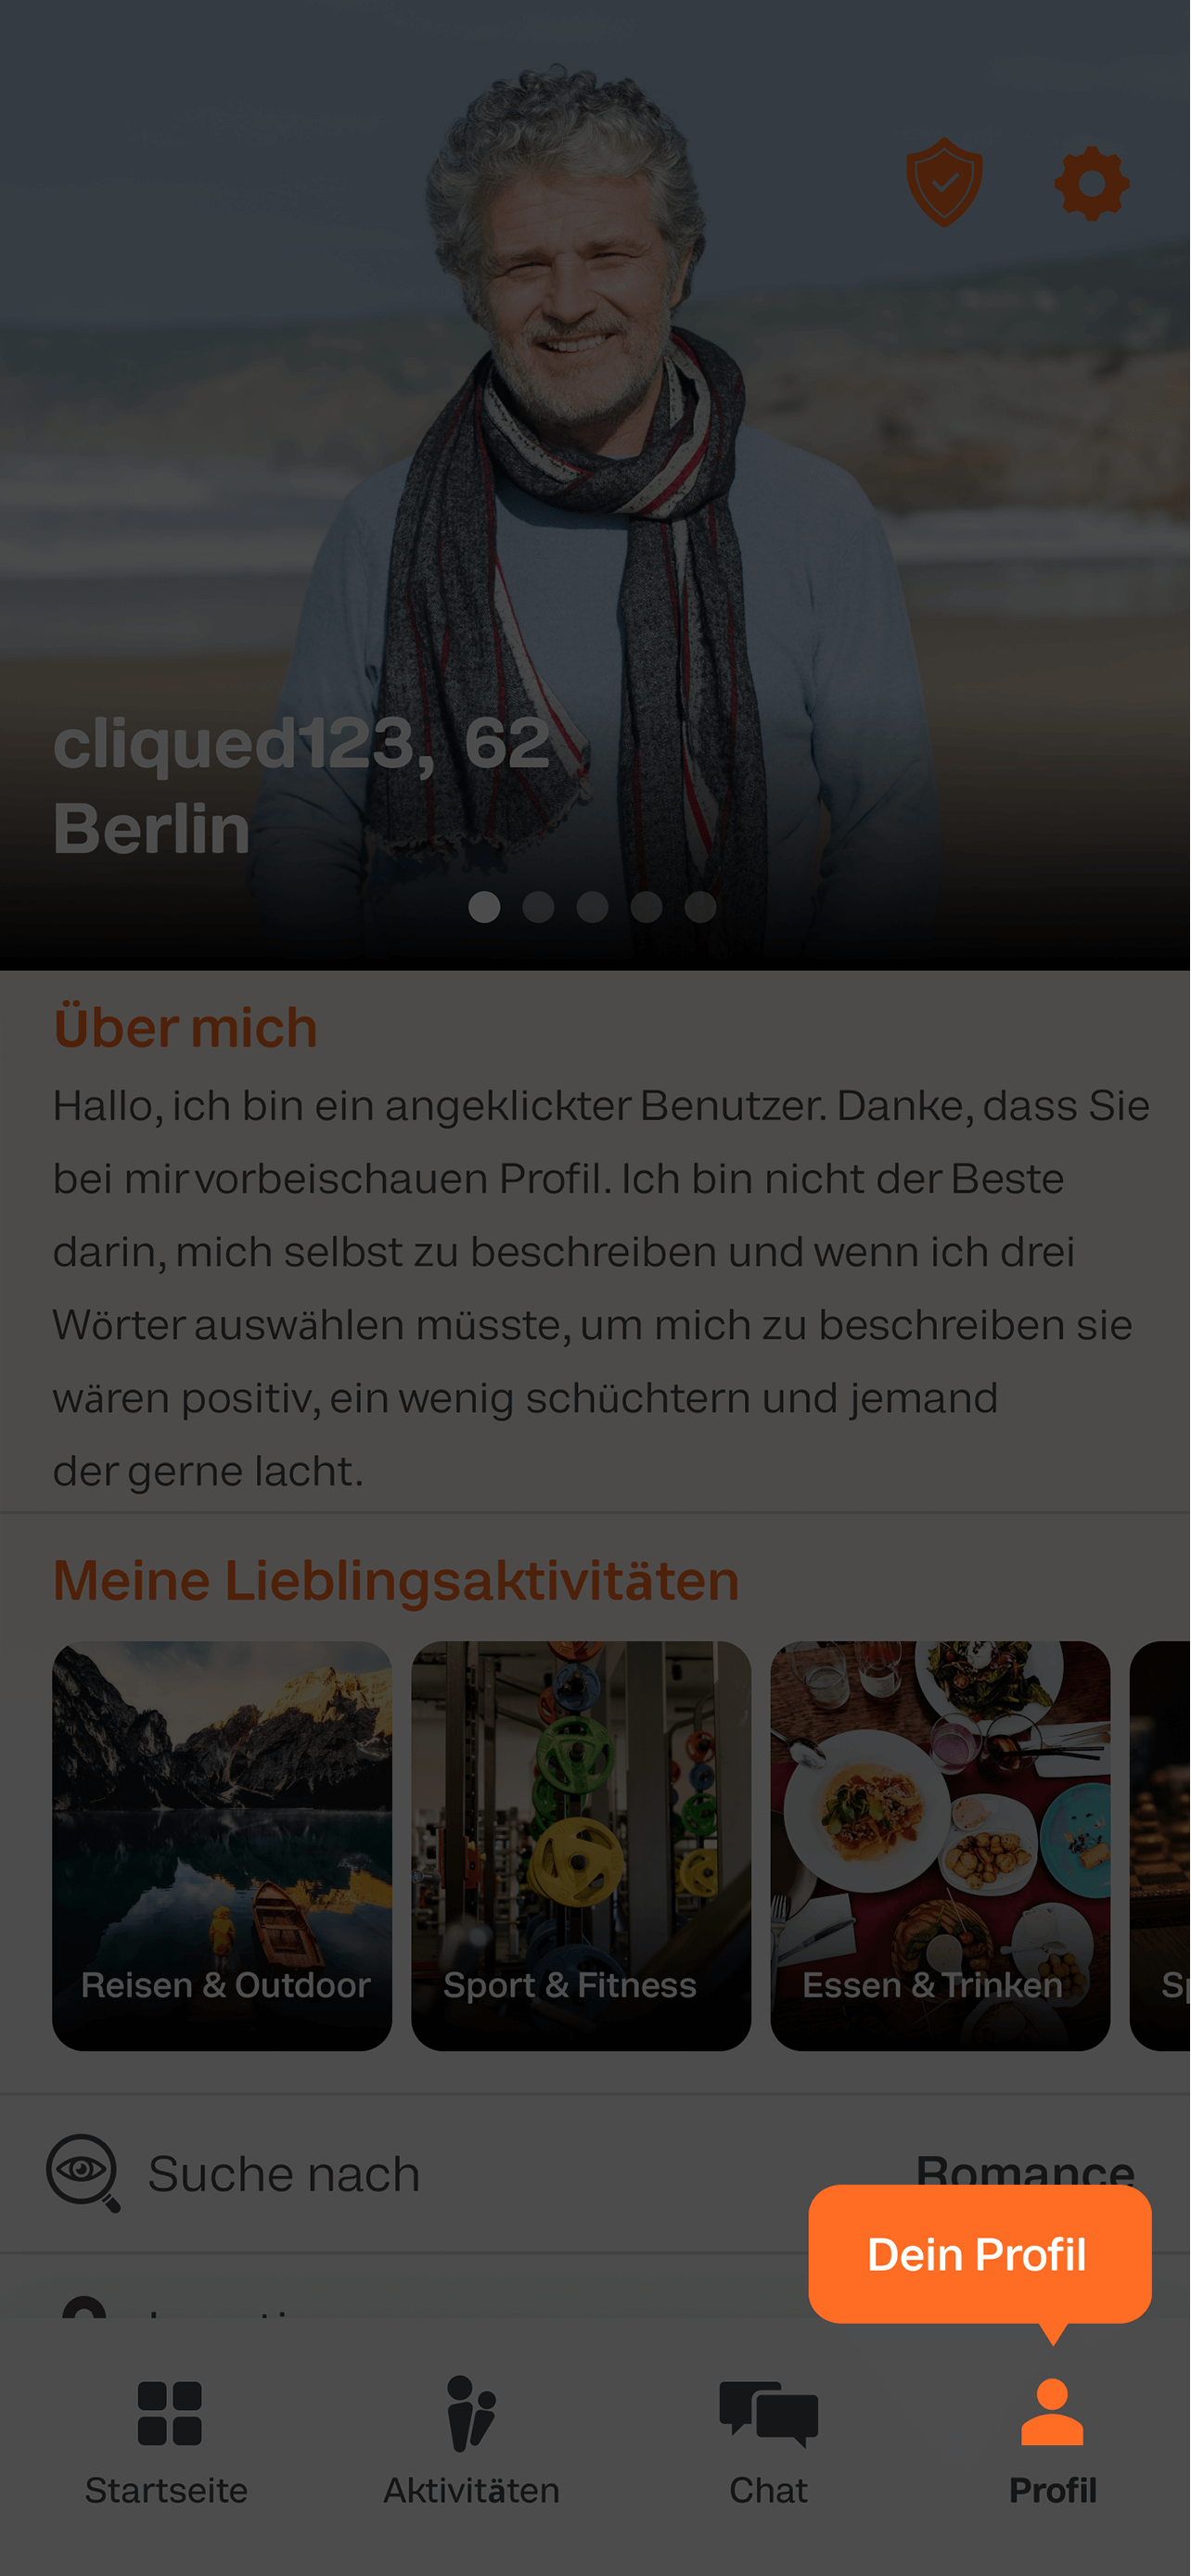 cliqued123, 62
Berlin
Über mich
Hallo, ich bin ein angeklickter Benutzer. Danke, dass Sie
bei mir vorbeischauen Profil. Ich bin nicht der Beste
darin, mich selbst zu beschreiben und wenn ich drei
Wörter auswählen müsste, um mich zu beschreiben sie
wären positiv, ein wenig schüchtern und jemand
der gerne lacht.
Meine Lieblingsaktivitäten
Reisen & Outdoor
Sport & Fitness
Essen & Trinken
Sp
Suche nach
Romance
Dein Profil
Startseite
Aktivitäten
Chat
Profil